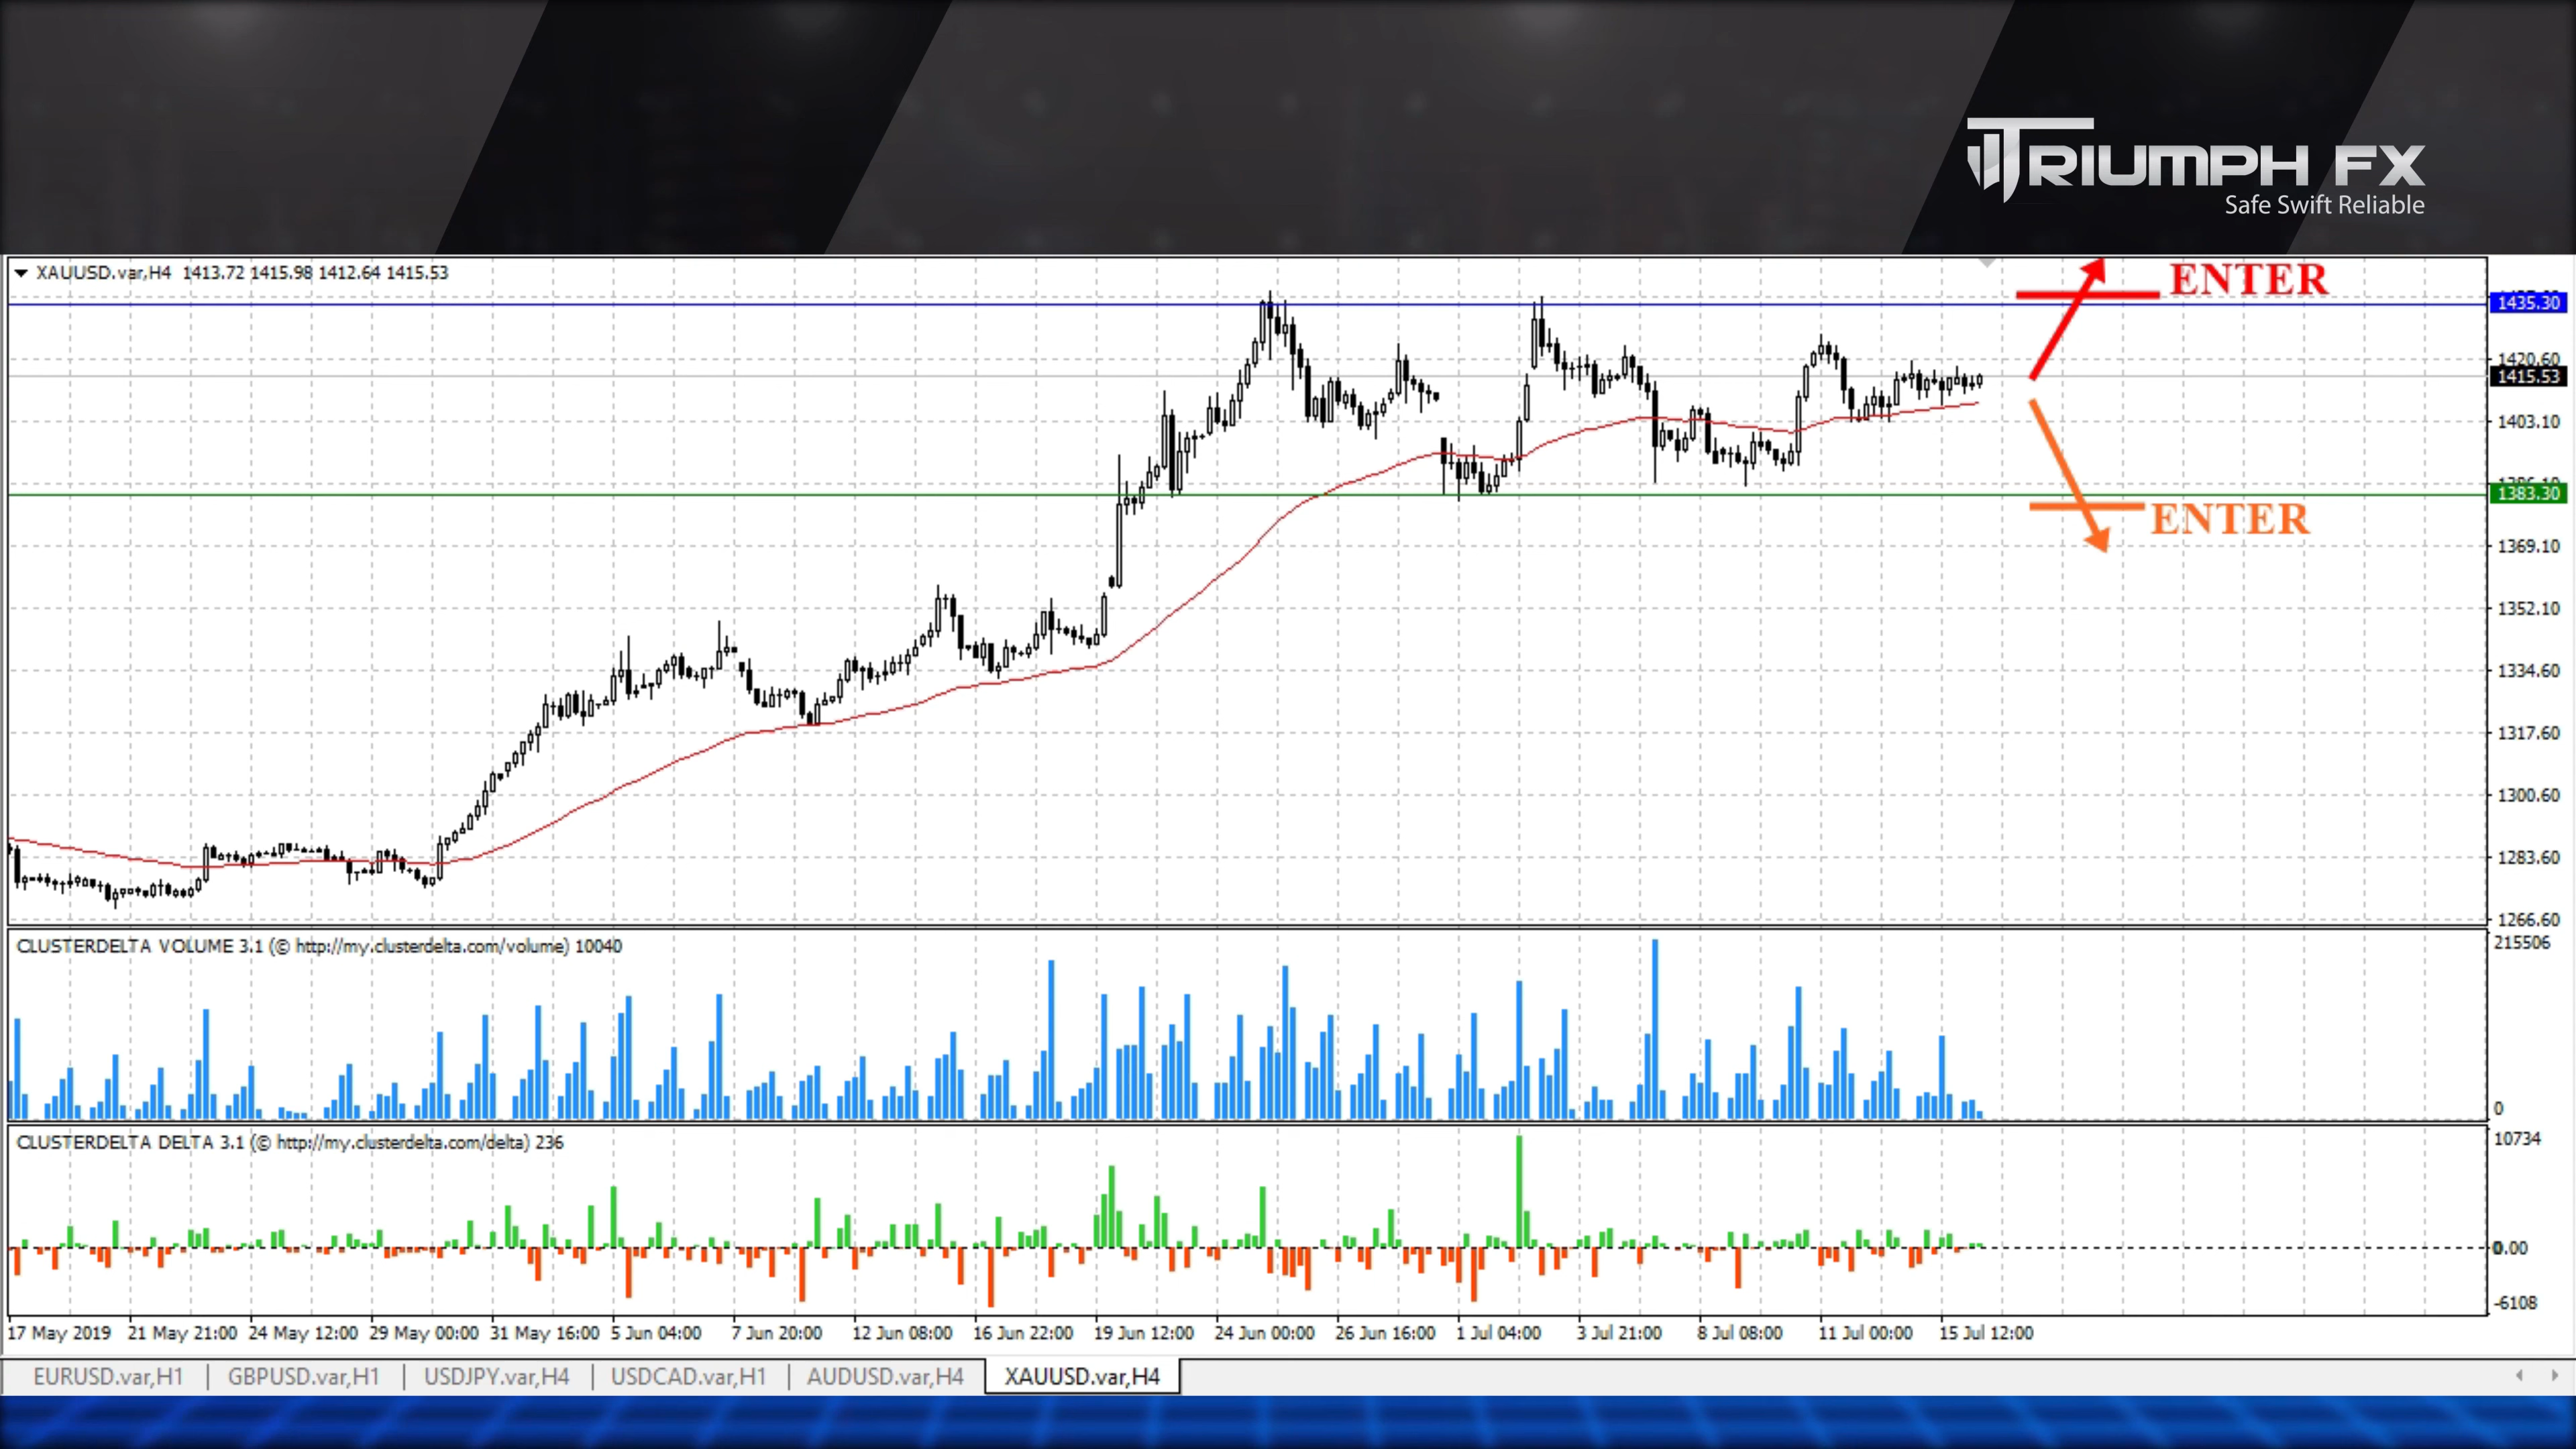 TRIUMPH FX
Safe Swift Reliable
XAUUSD.var,H4 1413.72 1415.98 1412.64 1415.53
ENTER
1435.30
1420.60
1415.53
1403.10
1383.30
ENTER
1369.10
1352.10
1334.60
1317.60
1300.60
1283.60
1266.60
CLUSTERDELTA VOLUME 3.1 (© http://my.clusterdelta.com/volume) 10040
215506
0
CLUSTERDELTA DELTA 3.1 (© http://my.clusterdelta.com/delta) 236
10734
0.00
-6108
17 May 2019 21 May 21:00 24 May 12:00 29 May 00:00 31 May 16:00 5 Jun 04:00 7 Jun 20:00 12 Jun 08:00 16 Jun 22:00 19 Jun 12:00 24 Jun 00:00 26 Jun 16:00 1 Jul 04:00 3 Jul 21:00 8 Jul 08:00 11 Jul 00:00 15 Jul 12:00
EURUSD.var,H1 GBPUSD.var,H1 USDJPY.var,H4 USDCAD.var,H1 AUDUSD.var,H4 XAUUSD.var,H4